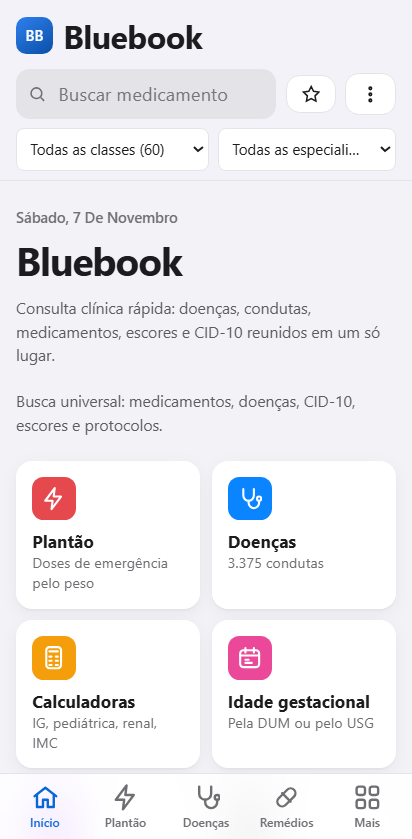 BB Bluebook
Buscar medicamento
Todas as classes (60)
Todas as especiali...
Sábado, 7 De Novembro
Bluebook
Consulta clínica rápida: doenças, condutas,
medicamentos, escores e CID-10 reunidos em um só
lugar.
Busca universal: medicamentos, doenças, CID-10,
escores e protocolos.
Plantão
Doses de emergência
pelo peso
Doenças
3.375 condutas
Calculadoras
IG, pediátrica, renal,
IMC
Idade gestacional
Pela DUM ou pelo USG
Início
Plantão
Doenças
Remédios
Mais